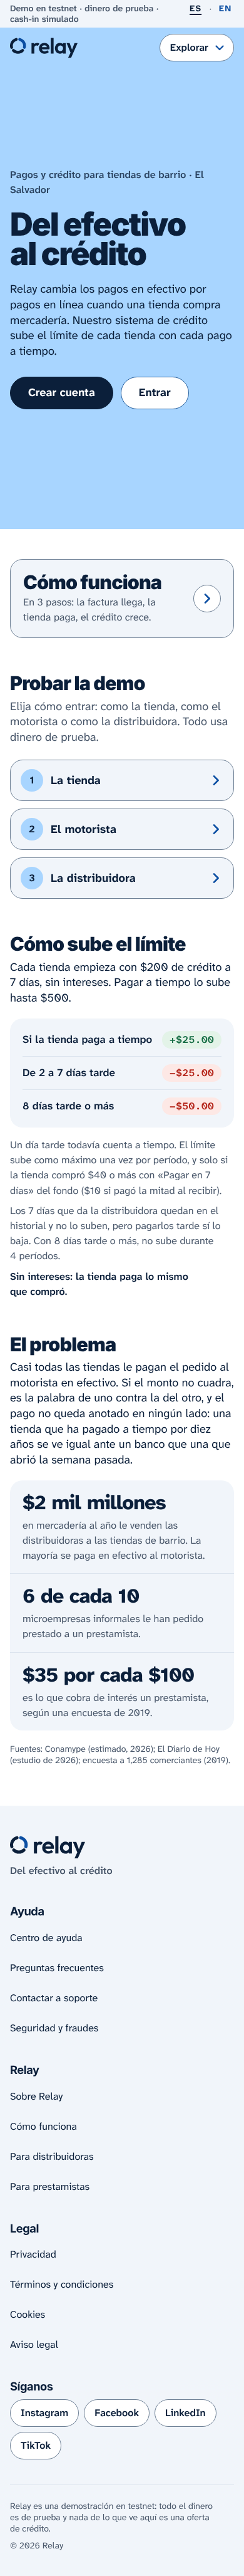 Demo en testnet · dinero de prueba ·
cash-in simulado
ES · EN
relay
Explorar
Pagos y crédito para tiendas de barrio · El
Salvador
Del efectivo
al crédito
Relay cambia los pagos en efectivo por
pagos en línea cuando una tienda compra
mercadería. Nuestro sistema de crédito
sube el límite de cada tienda con cada pago
a tiempo.
Crear cuenta
Entrar
Cómo funciona
En 3 pasos: la factura llega, la
tienda paga, el crédito crece.
Probar la demo
Elija cómo entrar: como la tienda, como el
motorista o como la distribuidora. Todo usa
dinero de prueba.
1 La tienda
2 El motorista
3 La distribuidora
Cómo sube el límite
Cada tienda empieza con $200 de crédito a
7 días, sin intereses. Pagar a tiempo lo sube
hasta $500.
Si la tienda paga a tiempo +$25.00
De 2 a 7 días tarde −$25.00
8 días tarde o más −$50.00
Un día tarde todavía cuenta a tiempo. El límite
sube como máximo una vez por período, y solo si
la tienda compró $40 o más con «Pagar en 7
días» del fondo ($10 si pagó la mitad al recibir).
Los 7 días que da la distribuidora quedan en el
historial y no lo suben, pero pagarlos tarde sí lo
baja. Con 8 días tarde o más, no sube durante
4 períodos.
Sin intereses: la tienda paga lo mismo
que compró.
El problema
Casi todas las tiendas le pagan el pedido al
motorista en efectivo. Si el monto no cuadra,
es la palabra de uno contra la del otro, y el
pago no queda anotado en ningún lado: una
tienda que ha pagado a tiempo por diez
años se ve igual ante un banco que una que
abrió la semana pasada.
$2 mil millones
en mercadería al año le venden las
distribuidoras a las tiendas de barrio. La
mayoría se paga en efectivo al motorista.
6 de cada 10
microempresas informales le han pedido
prestado a un prestamista.
$35 por cada $100
es lo que cobra de interés un prestamista,
según una encuesta de 2019.
Fuentes: Conamype (estimado, 2026); El Diario de Hoy
(estudio de 2026); encuesta a 1,285 comerciantes (2019).
relay
Del efectivo al crédito
Ayuda
Centro de ayuda
Preguntas frecuentes
Contactar a soporte
Seguridad y fraudes
Relay
Sobre Relay
Cómo funciona
Para distribuidoras
Para prestamistas
Legal
Privacidad
Términos y condiciones
Cookies
Aviso legal
Síganos
Instagram
Facebook
LinkedIn
TikTok
Relay es una demostración en testnet: todo el dinero
es de prueba y nada de lo que ve aquí es una oferta
de crédito.
© 2026 Relay